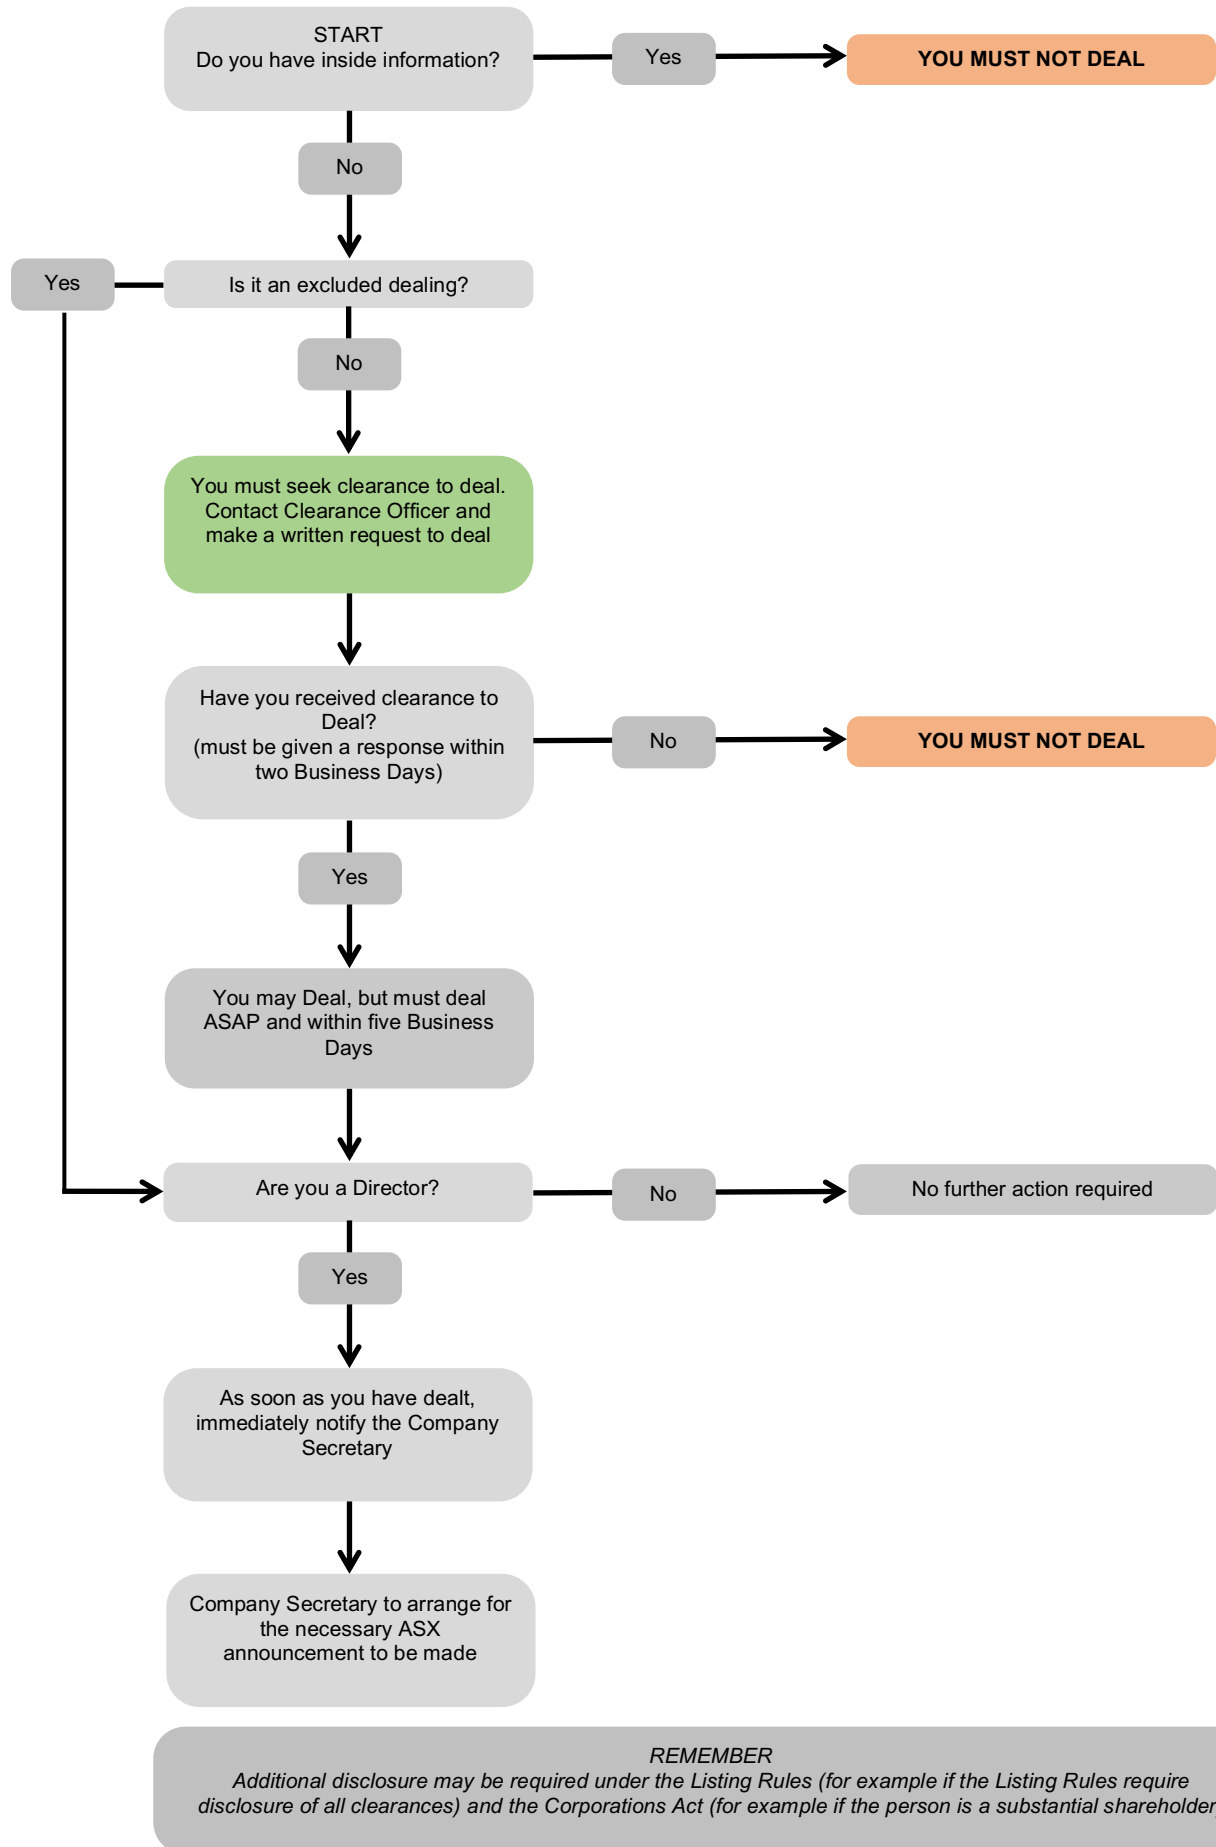 START
Do you have inside information?
Yes
YOU MUST NOT DEAL
No
Yes
Is it an excluded dealing?
No
You must seek clearance to deal.
Contact Clearance Officer and
make a written request to deal
Have you received clearance to
Deal?
(must be given a response within
two Business Days)
No
YOU MUST NOT DEAL
Yes
You may Deal, but must deal
ASAP and within five Business
Days
Are you a Director?
No
No further action required
Yes
As soon as you have dealt,
immediately notify the Company
Secretary
Company Secretary to arrange for
the necessary ASX
announcement to be made
REMEMBER
Additional disclosure may be required under the Listing Rules (for example if the Listing Rules require
disclosure of all clearances) and the Corporations Act (for example if the person is a substantial shareholder)